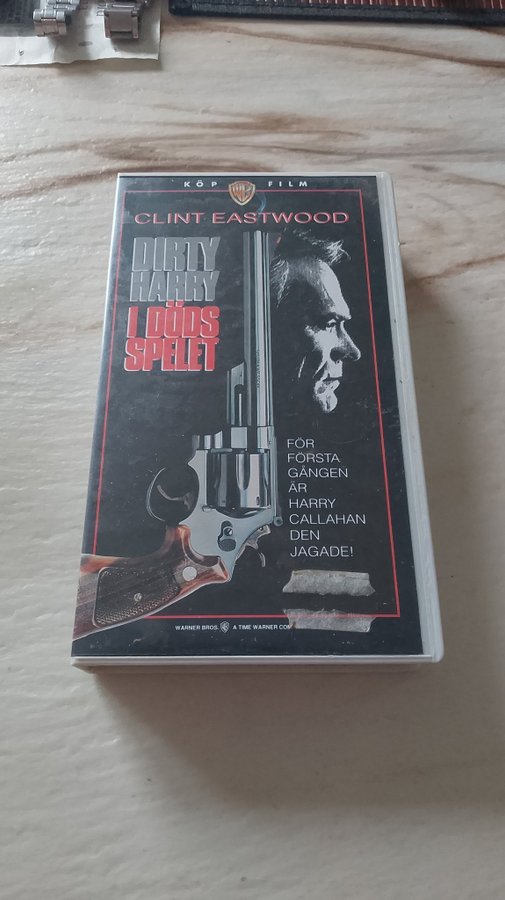 KÖP FILM
CLINT EASTWOOD
DIRTY
HARRY
I DÖDS
SPELET
FÖR
FÖRSTA
GÅNGEN
ÄR
HARRY
CALLAHAN
DEN
JAGADE!
WARNER BROS. A TIME WARNER CO